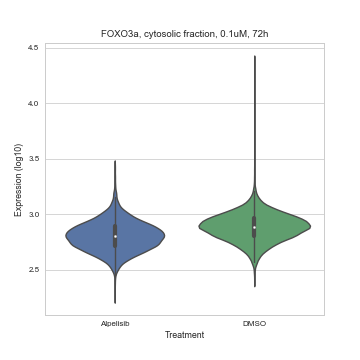 FOXO3a, cytosolic fraction, 0.1uM, 72h
4.5
4.0
3.5
3.0
2.5
Expression (log10)
Alpelisib
DMSO
Treatment